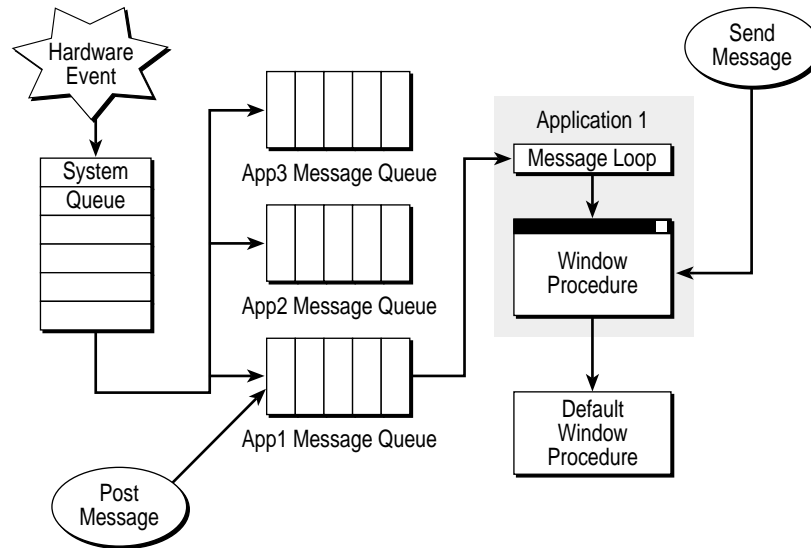 Hardware
Event
Send
Message
System
Queue
App3 Message Queue
App2 Message Queue
App1 Message Queue
Application 1
Message Loop
Window
Procedure
Default
Window
Procedure
Post
Message